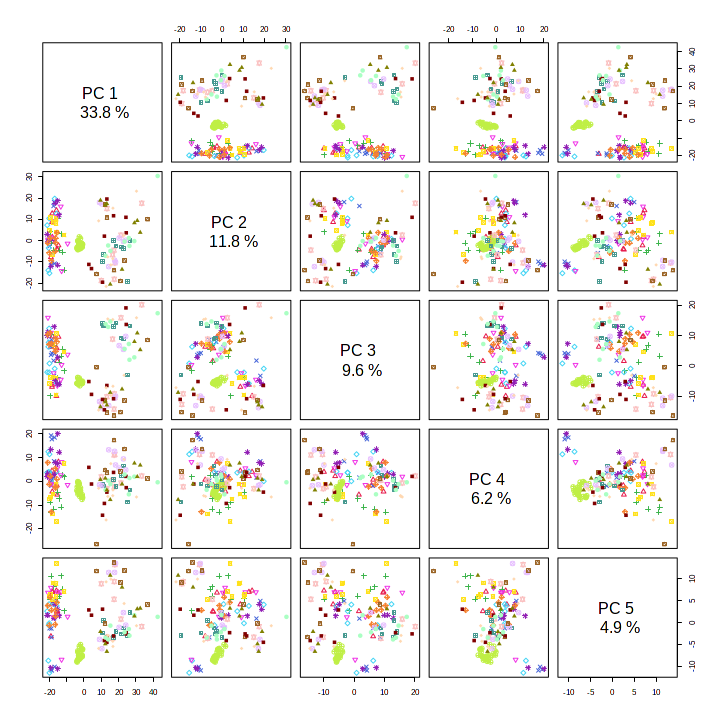 -20 -10 0 10 20 30
-20 -10 0 10 20
PC 1
33.8 %
-20 0 10 20 30 40
-20 -10 0 10 20 30
PC 2
11.8 %
PC 3
9.6 %
-10 0 10 20
-20 -10 0 10 20
PC 4
6.2 %
PC 5
4.9 %
-10 -5 0 5 10
-20 0 10 20 30 40
-10 0 10 20
-10 -5 0 5 10